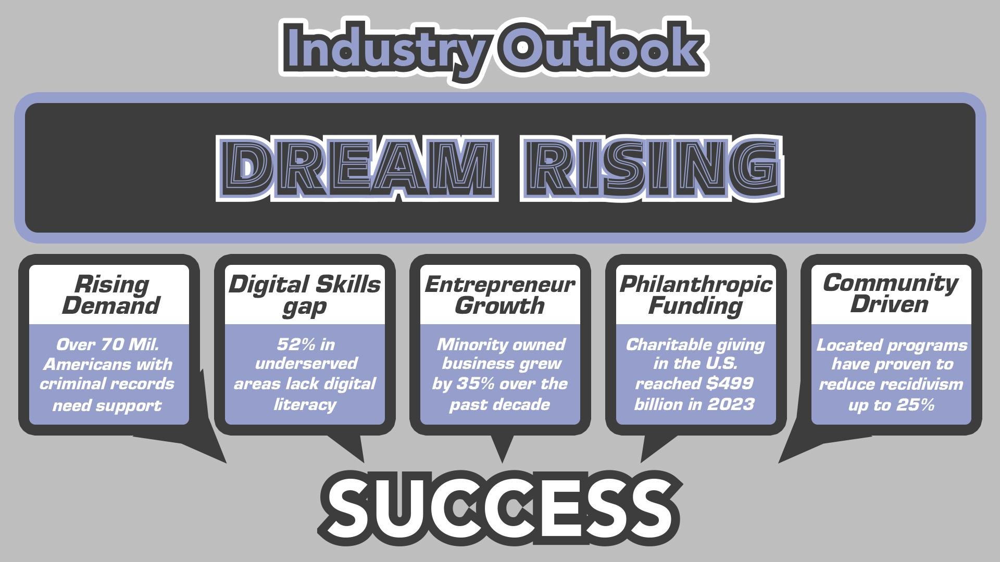 Industry Outlook
DREAM RISING
Rising
Demand
Over 70 Mil.
Americans with
criminal records
need support
Digital Skills
gap
52% in
underserved
areas lack digital
literacy
Entrepreneur
Growth
Minority owned
business grew
by 35% over the
past decade
Philanthropic
Funding
Charitable giving
in the U.S.
reached $499
billion in 2023
Community
Driven
Located programs
have proven to
reduce recidivism
up to 25%
SUCCESS